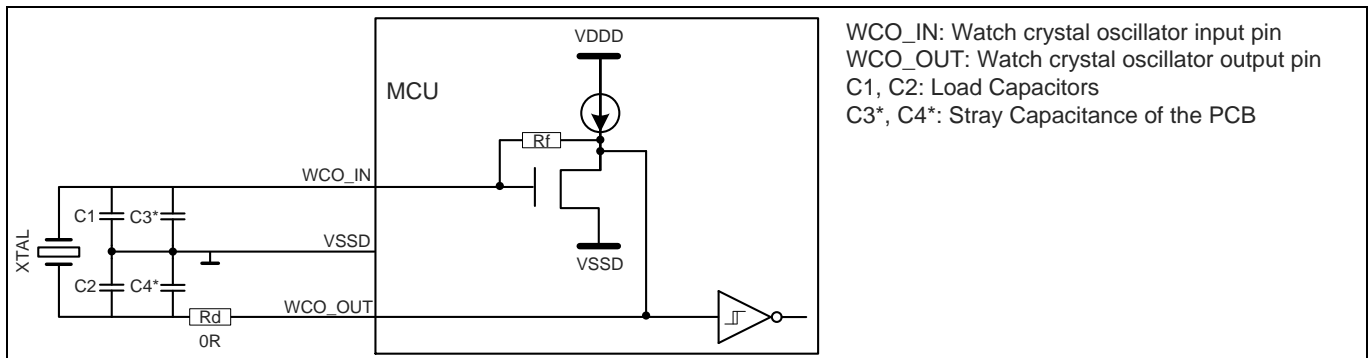 VDDD
MCU
Rf
WCO_IN
C1
C3*
XTAL
VSSD
VSSD
C2
C4*
WCO_OUT
Rd
0R
WCO_IN: Watch crystal oscillator input pin
WCO_OUT: Watch crystal oscillator output pin
C1, C2: Load Capacitors
C3*, C4*: Stray Capacitance of the PCB